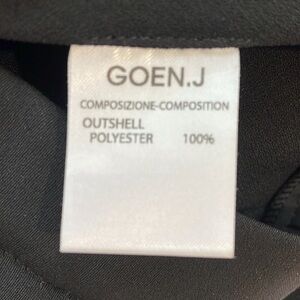 GOEN.J
COMPOSIZIONE-COMPOSITION
OUTSHELL
POLYESTER 100%